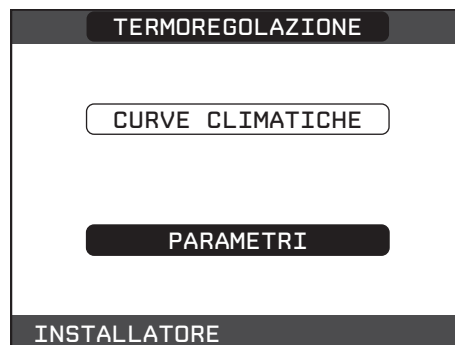 TERMOREGOLAZIONE
CURVE CLIMATICHE
PARAMETRI
INSTALLATORE